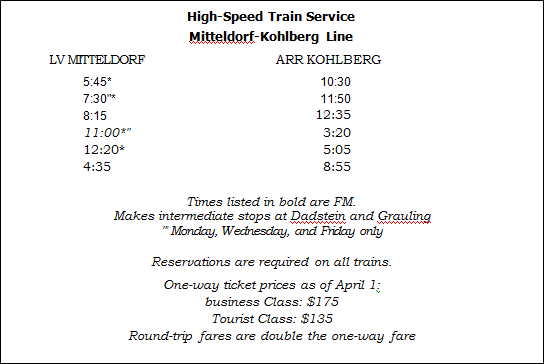 High-Speed Train Service
Mitteldorf-Kohlberg Line
LV MITTELDORF ARR KOHLBERG
5:45* 10:30
7:30"* 11:50
8:15 12:35
11:00*" 3:20
12:20* 5:05
4:35 8:55
Times listed in bold are FM.
Makes intermediate stops at Dadstein and Grauling
"' Monday, Wednesday, and Friday only
Reservations are required on all trains.
One-way ticket prices as of April 1;
business Class: $175
Tourist Class: $135
Round-trip fares are double the one-way fare